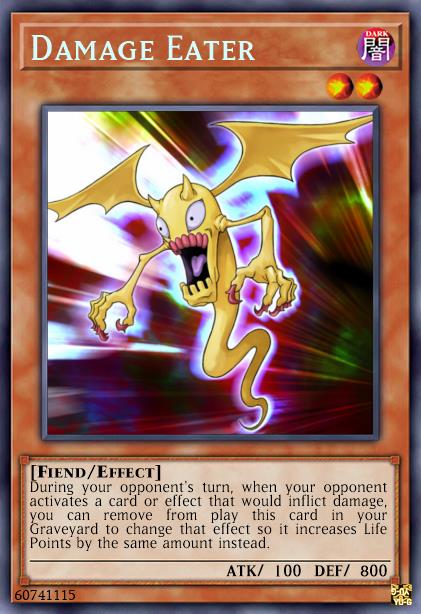 DAMAGE EATER
DARK
闇
[FIEND/EFFECT]
During your opponent's turn, when your opponent
activates a card or effect that would inflict damage,
you can remove from play this card in your
Graveyard to change that effect so it increases Life
Points by the same amount instead.
ATK/ 100 DEF/ 800
60741115